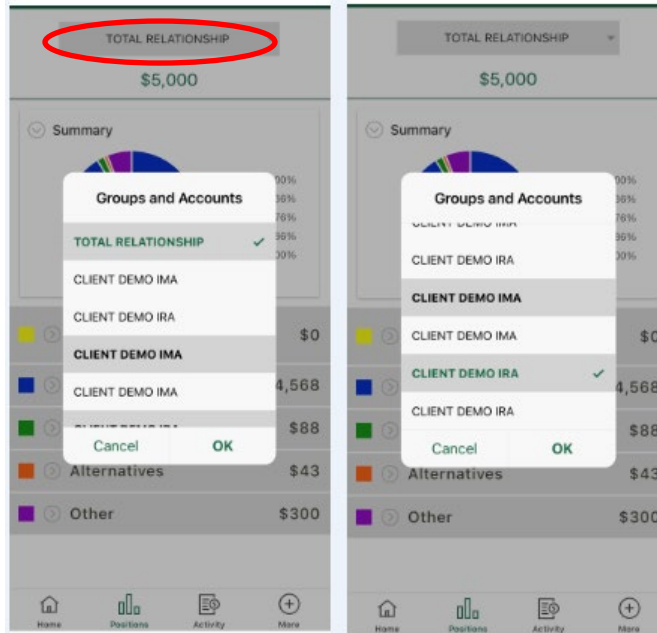 TOTAL RELATIONSHIP
$5,000
Summary
Groups and Accounts
TOTAL RELATIONSHIP
CLIENT DEMO IMA
CLIENT DEMO IRA
CLIENT DEMO IMA
CLIENT DEMO IMA
Cancel OK
00%
36%
76%
96%
00%
$0
4,568
$88
Alternatives $43
Other $300
Home Positions Activity More
TOTAL RELATIONSHIP
$5,000
Summary
Groups and Accounts
CLIENT DEMO IRA
CLIENT DEMO IMA
CLIENT DEMO IMA
CLIENT DEMO IRA
CLIENT DEMO IRA
Cancel OK
00%
36%
76%
96%
00%
$0
4,568
$88
Alternatives $43
Other $300
Home Positions Activity More